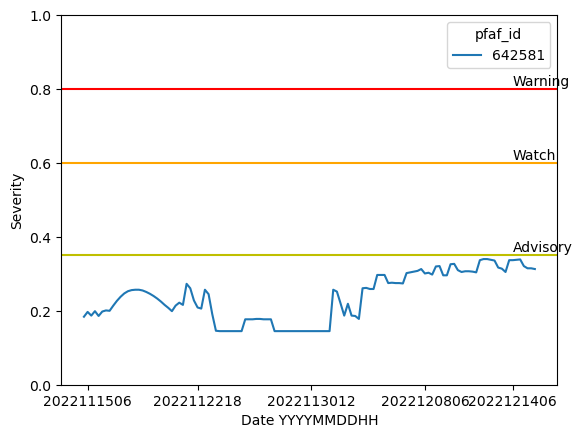 pfaf_id
642581
1.0
0.8
0.6
0.4
0.2
0.0
Severity
Warning
Watch
Advisory
2022111506 2022112218 2022113012 2022120806 2022121406
Date YYYYMMDDHH